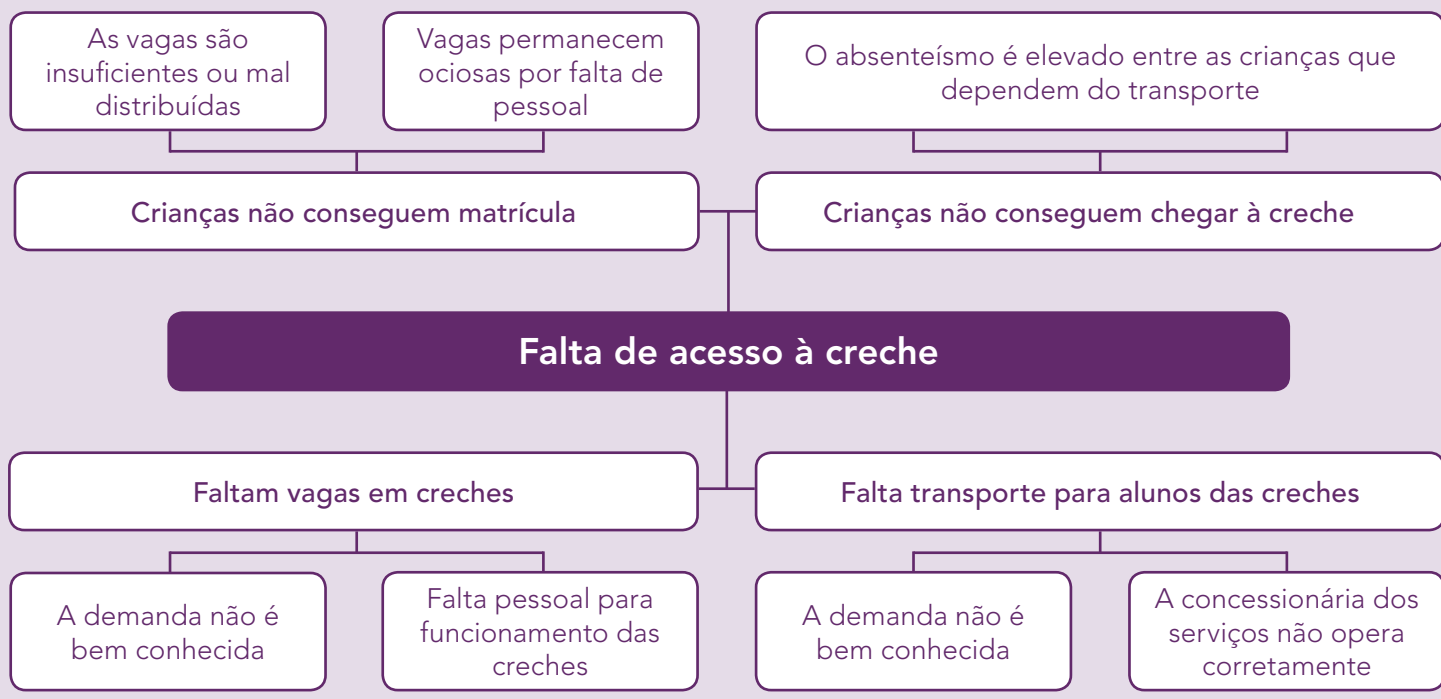 As vagas são
insuficientes ou mal
distribuídas
Vagas permanecem
ociosas por falta de
pessoal
O absenteísmo é elevado entre as crianças que
dependem do transporte
Crianças não conseguem matrícula
Crianças não conseguem chegar à creche
Falta de acesso à creche
Faltam vagas em creches
Falta transporte para alunos das creches
A demanda não é
bem conhecida
Falta pessoal para
funcionamento das
creches
A demanda não é
bem conhecida
A concessionária dos
serviços não opera
corretamente